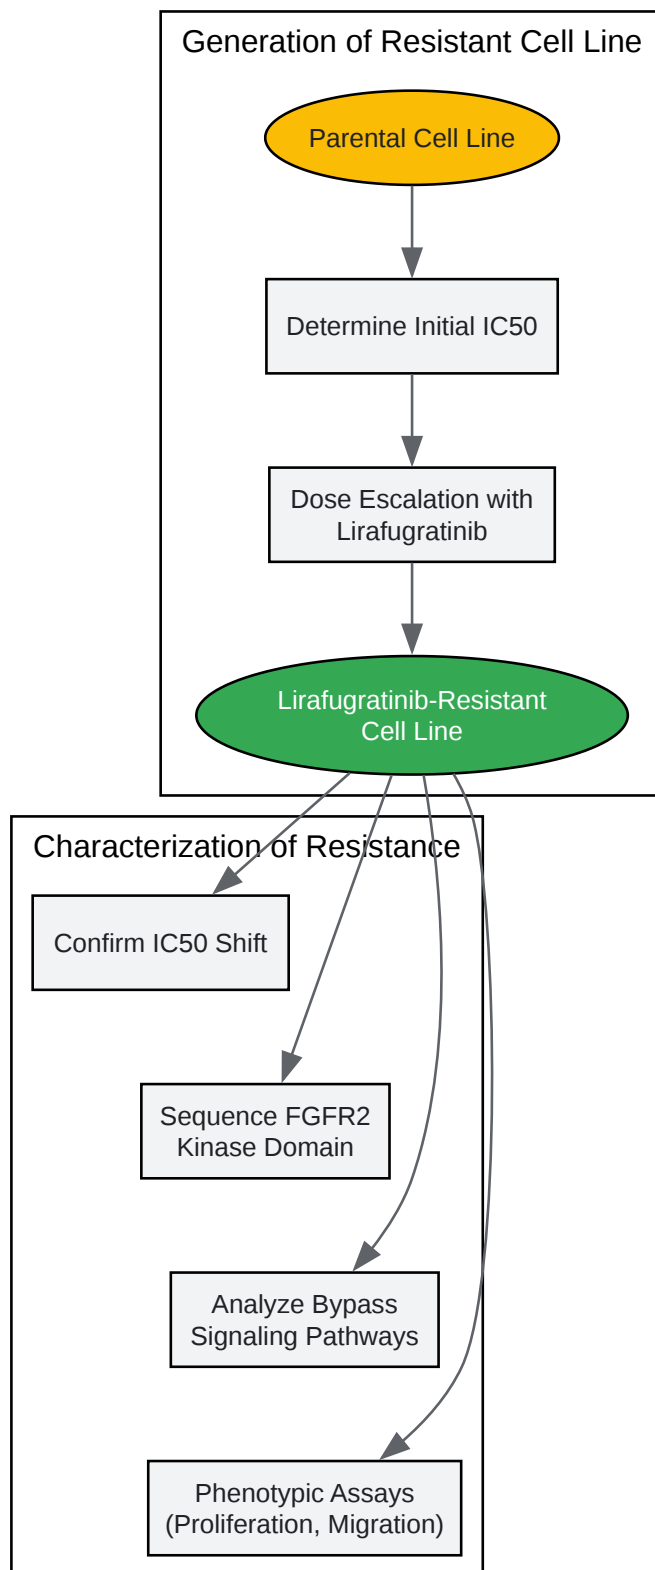 Generation of Resistant Cell Line
Parental Cell Line
Determine Initial IC50
Dose Escalation with
Lirafugratinib
Lirafugratinib-Resistant
Cell Line
Characterization of Resistance
Confirm IC50 Shift
Sequence FGFR2
Kinase Domain
Analyze Bypass
Signaling Pathways
Phenotypic Assays
(Proliferation, Migration)